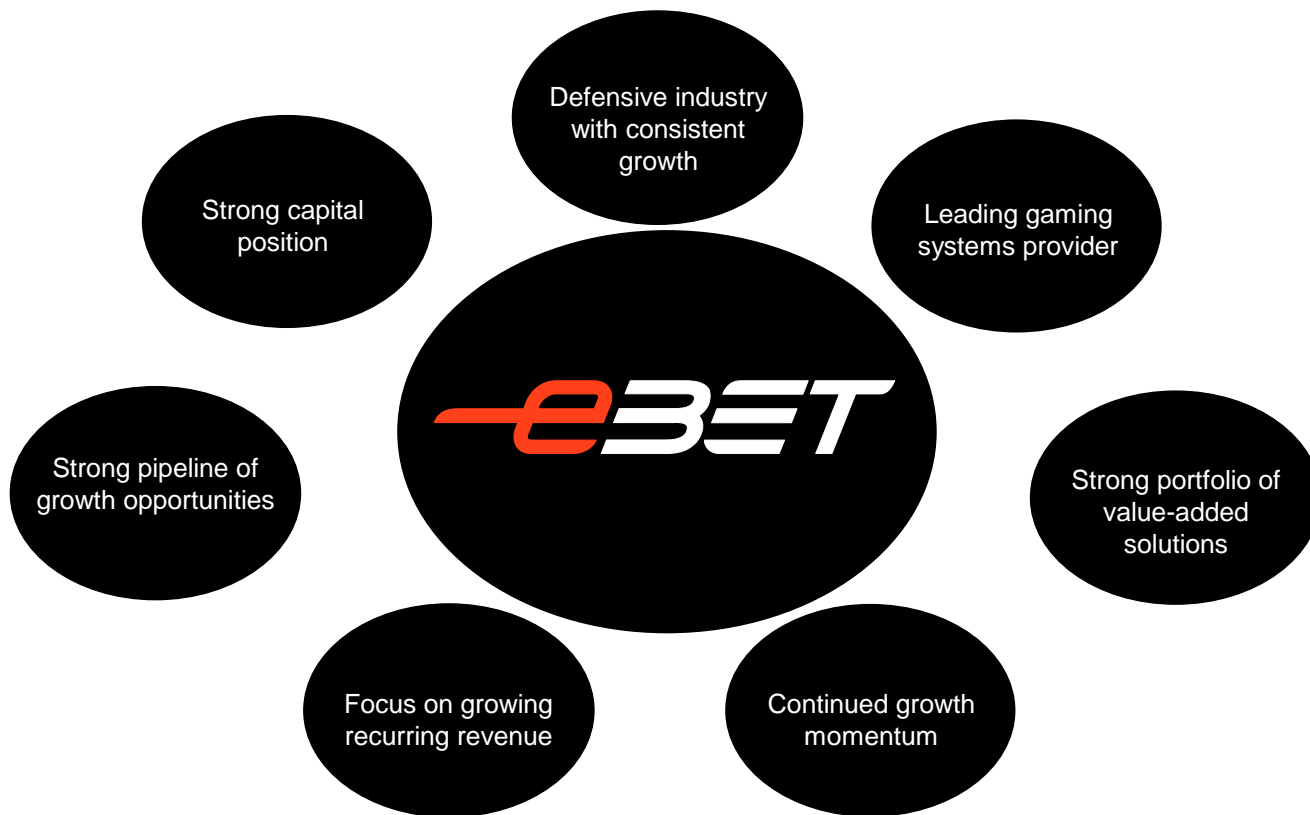 Defensive industry
with consistent
growth
Strong capital
position
Leading gaming
systems provider
eBET
Strong pipeline of
growth opportunities
Strong portfolio of
value-added
solutions
Focus on growing
recurring revenue
Continued growth
momentum